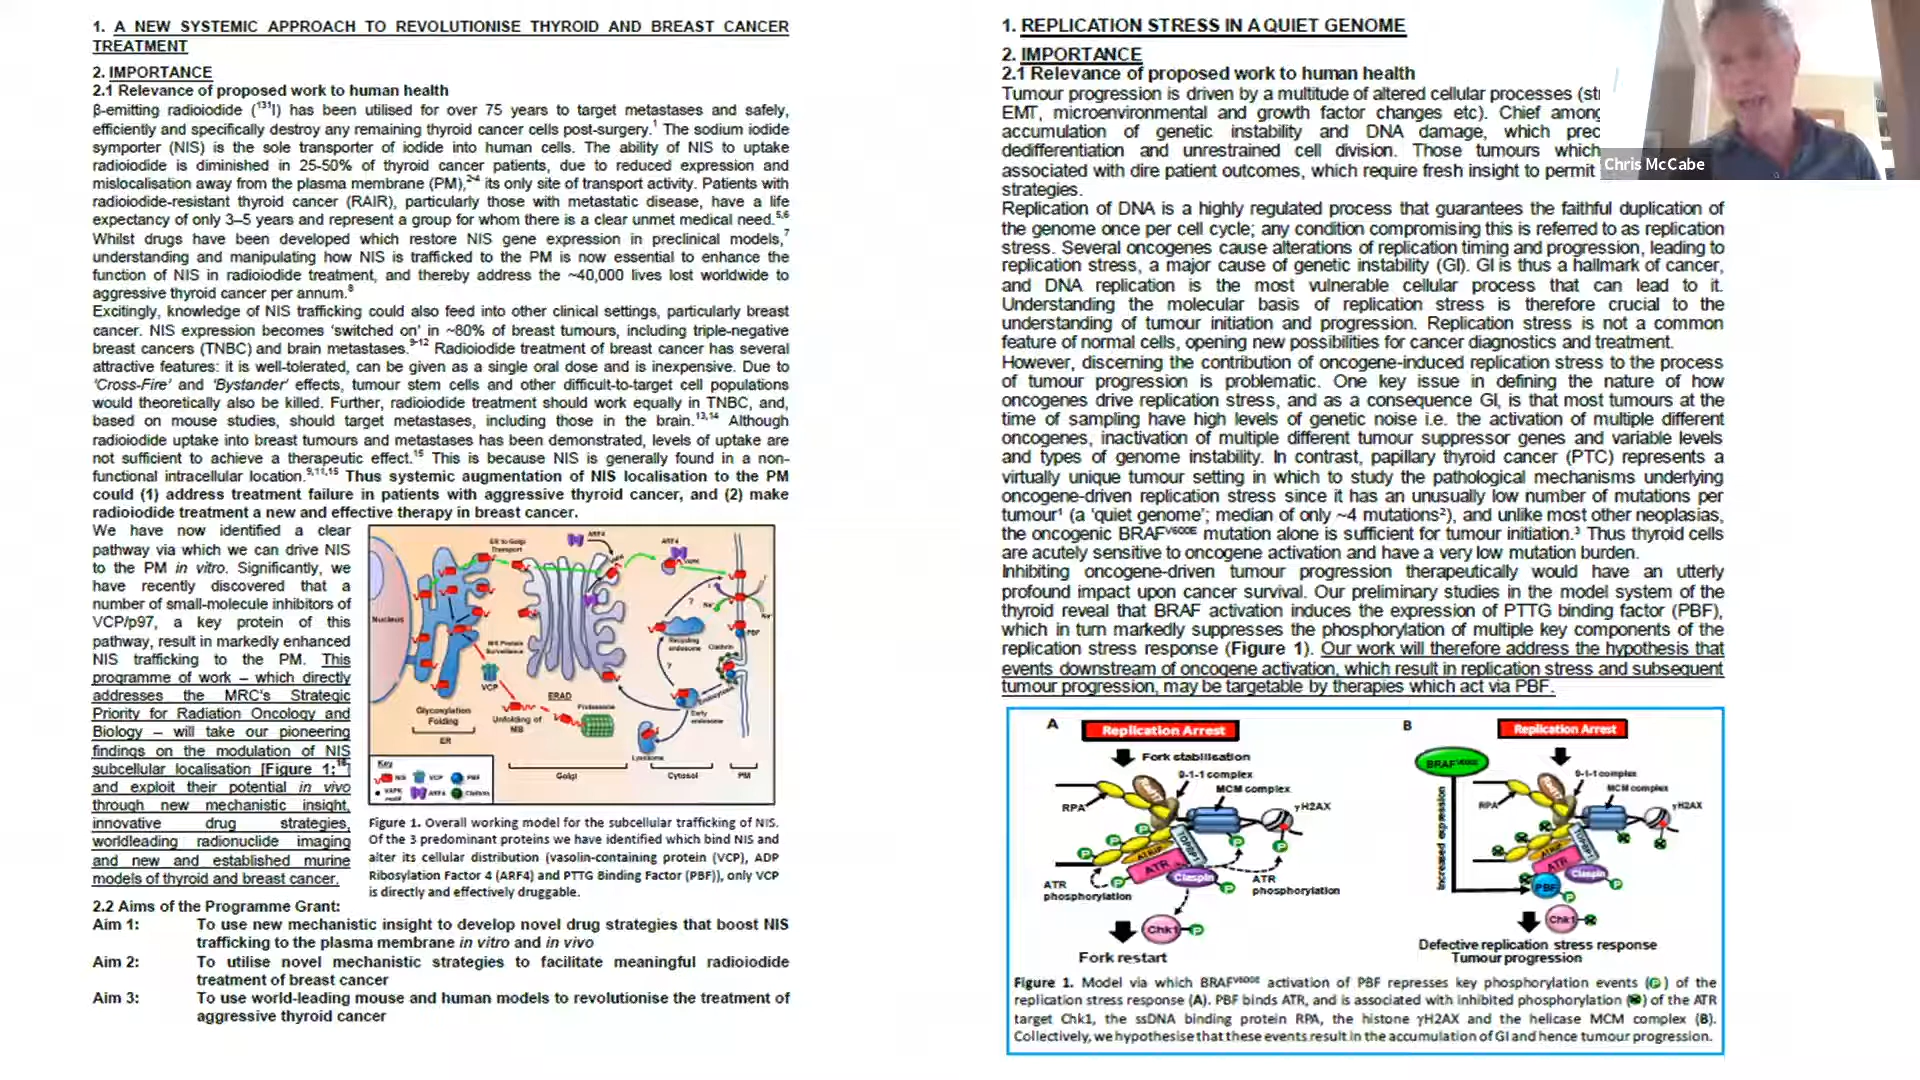 1. A NEW SYSTEMIC APPROACH TO REVOLUTIONISE THYROID AND BREAST CANCER
TREATMENT
2. IMPORTANCE
2.1 Relevance of proposed work to human health
β-emitting radioiodide (¹³¹I) has been utilised for over 75 years to target metastases and safely,
efficiently and specifically destroy any remaining thyroid cancer cells post-surgery.¹ The sodium iodide
symporter (NIS) is the sole transporter of iodide into human cells. The ability of NIS to uptake
radioiodide is diminished in 25-50% of thyroid cancer patients, due to reduced expression and
mislocalisation away from the plasma membrane (PM),²⁻⁴ its only site of transport activity. Patients with
radioiodide-resistant thyroid cancer (RAIR), particularly those with metastatic disease, have a life
expectancy of only 3–5 years and represent a group for whom there is a clear unmet medical need.⁵,⁶
Whilst drugs have been developed which restore NIS gene expression in preclinical models,⁷
understanding and manipulating how NIS is trafficked to the PM is now essential to enhance the
function of NIS in radioiodide treatment, and thereby address the ~40,000 lives lost worldwide to
aggressive thyroid cancer per annum.⁸
Excitingly, knowledge of NIS trafficking could also feed into other clinical settings, particularly breast
cancer. NIS expression becomes 'switched on' in ~80% of breast tumours, including triple-negative
breast cancers (TNBC) and brain metastases.⁹⁻¹² Radioiodide treatment of breast cancer has several
attractive features: it is well-tolerated, can be given as a single oral dose and is inexpensive. Due to
'Cross-Fire' and 'Bystander' effects, tumour stem cells and other difficult-to-target cell populations
would theoretically also be killed. Further, radioiodide treatment should work equally in TNBC, and,
based on mouse studies, should target metastases, including those in the brain.¹³,¹⁴ Although
radioiodide uptake into breast tumours and metastases has been demonstrated, levels of uptake are
not sufficient to achieve a therapeutic effect.¹⁵ This is because NIS is generally found in a non-
functional intracellular location.⁹,¹¹,¹⁵ Thus systemic augmentation of NIS localisation to the PM
could (1) address treatment failure in patients with aggressive thyroid cancer, and (2) make
radioiodide treatment a new and effective therapy in breast cancer.
We have now identified a clear
pathway via which we can drive NIS
to the PM in vitro. Significantly, we
have recently discovered that a
number of small-molecule inhibitors of
VCP/p97, a key protein of this
pathway, result in markedly enhanced
NIS trafficking to the PM. This
programme of work – which directly
addresses the MRC's Strategic
Priority for Radiation Oncology and
Biology – will take our pioneering
findings on the modulation of NIS
subcellular localisation [Figure 1;¹⁶]
and exploit their potential in vivo
through new mechanistic insight,
innovative drug strategies,
worldleading radionuclide imaging
and new and established murine
models of thyroid and breast cancer.
ER to Golgi
Transport
ARF4
ARF4
Nucleus
NIS Protein
Surveillance
VCP
ERAD
Unfolding of
Proteasome
Glycosylation
Folding
ER
Recycling
endosome
Clathrin
PBF
Endocytosis
Early
endosome
Lysosome
Golgi
Cytosol
PM
Key
NIS
VCP
PBF
ARF4
Clathrin
Figure 1. Overall working model for the subcellular trafficking of NIS.
Of the 3 predominant proteins we have identified which bind NIS and
alter its cellular distribution (vasolin-containing protein (VCP), ADP
Ribosylation Factor 4 (ARF4) and PTTG Binding Factor (PBF)), only VCP
is directly and effectively druggable.
2.2 Aims of the Programme Grant:
Aim 1: To use new mechanistic insight to develop novel drug strategies that boost NIS
trafficking to the plasma membrane in vitro and in vivo
Aim 2: To utilise novel mechanistic strategies to facilitate meaningful radioiodide
treatment of breast cancer
Aim 3: To use world-leading mouse and human models to revolutionise the treatment of
aggressive thyroid cancer
1. REPLICATION STRESS IN A QUIET GENOME
2. IMPORTANCE
2.1 Relevance of proposed work to human health
Tumour progression is driven by a multitude of altered cellular processes
EMT, microenvironmental and growth factor changes etc). Chief
accumulation of genetic instability and DNA damage, which
dedifferentiation and unrestrained cell division. Those tumours which
associated with dire patient outcomes, which require fresh insight to permit
strategies.
Replication of DNA is a highly regulated process that guarantees the faithful duplication of
the genome once per cell cycle; any condition compromising this is referred to as replication
stress. Several oncogenes cause alterations of replication timing and progression, leading to
replication stress, a major cause of genetic instability (GI). GI is thus a hallmark of cancer,
and DNA replication is the most vulnerable cellular process that can lead to it.
Understanding the molecular basis of replication stress is therefore crucial to the
understanding of tumour initiation and progression. Replication stress is not a common
feature of normal cells, opening new possibilities for cancer diagnostics and treatment.
However, discerning the contribution of oncogene-induced replication stress to the process
of tumour progression is problematic. One key issue in defining the nature of how
oncogenes drive replication stress, and as a consequence GI, is that most tumours at the
time of sampling have high levels of genetic noise i.e. the activation of multiple different
oncogenes, inactivation of multiple different tumour suppressor genes and variable levels
and types of genome instability. In contrast, papillary thyroid cancer (PTC) represents a
virtually unique tumour setting in which to study the pathological mechanisms underlying
oncogene-driven replication stress since it has an unusually low number of mutations per
tumour¹ (a 'quiet genome'; median of only ~4 mutations²), and unlike most other neoplasias,
the oncogenic BRAFV600E mutation alone is sufficient for tumour initiation.³ Thus thyroid cells
are acutely sensitive to oncogene activation and have a very low mutation burden.
Inhibiting oncogene-driven tumour progression therapeutically would have an utterly
profound impact upon cancer survival. Our preliminary studies in the model system of the
thyroid reveal that BRAF activation induces the expression of PTTG binding factor (PBF),
which in turn markedly suppresses the phosphorylation of multiple key components of the
replication stress response (Figure 1). Our work will therefore address the hypothesis that
events downstream of oncogene activation, which result in replication stress and subsequent
tumour progression, may be targetable by therapies which act via PBF.
A
Replication Arrest
Fork stabilisation
9-1-1 complex
MCM complex
RPA
γH2AX
TOPBP1
ATRIP
ATR
Claspin
ATR
phosphorylation
ATR
phosphorylation
Chk1
P
Fork restart
B
Replication Arrest
BRAFV600E
9-1-1 complex
MCM complex
RPA
γH2AX
Increased expression
TOPBP1
ATRIP
ATR
Claspin
PBF
P
Chk1
Defective replication stress response
Tumour progression
Figure 1. Model via which BRAFV600E activation of PBF represses key phosphorylation events (P) of the
replication stress response (A). PBF binds ATR, and is associated with inhibited phosphorylation ( ) of the ATR
target Chk1, the ssDNA binding protein RPA, the histone γH2AX and the helicase MCM complex (B).
Collectively, we hypothesise that these events result in the accumulation of GI and hence tumour progression.
Chris McCabe